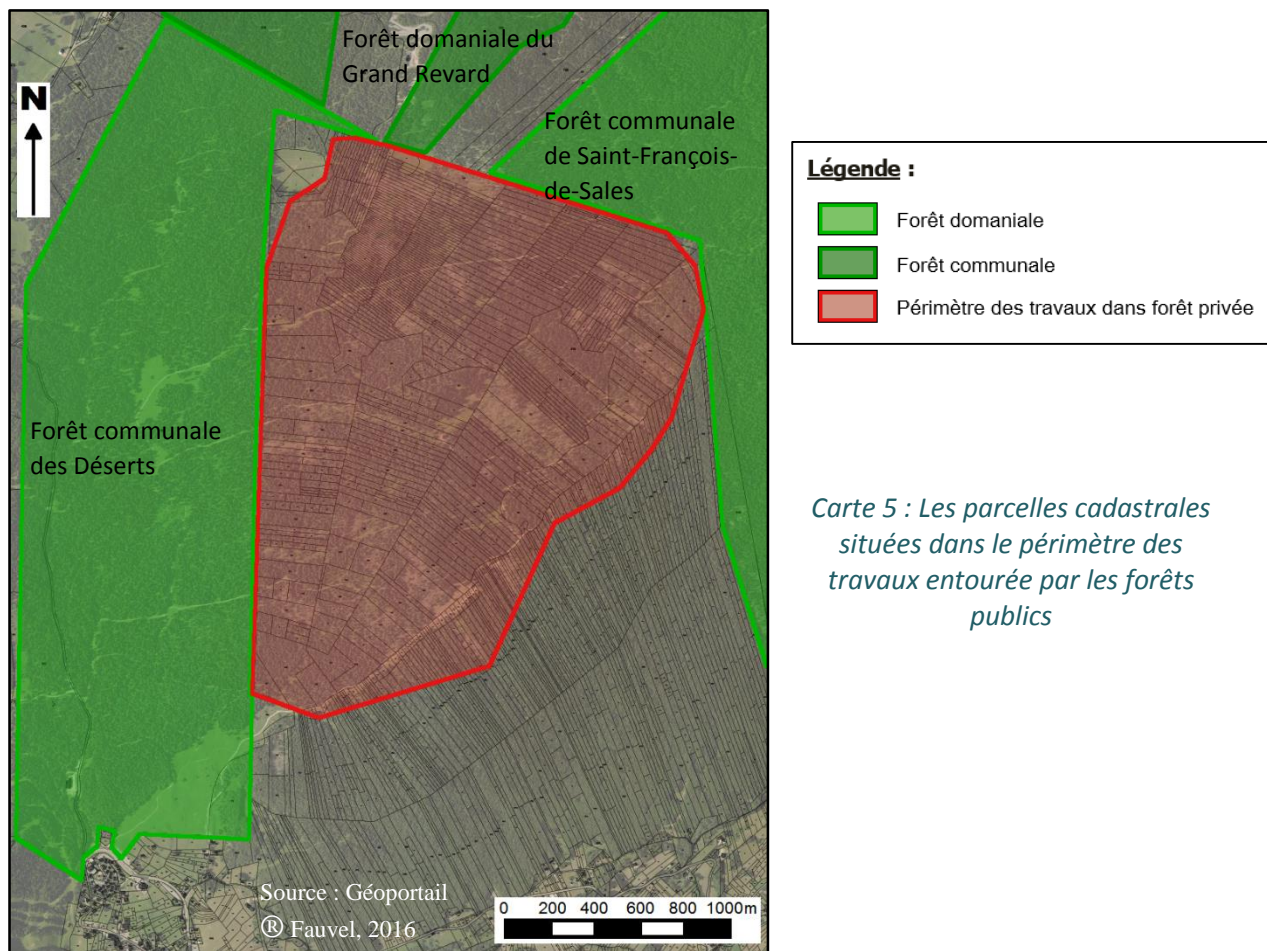 Forêt domaniale du
Grand Revard
N
Forêt communale
de Saint-François-
de-Sales
Forêt communale
des Déserts
Source : Géoportail
® Fauvel, 2016
0 200 400 600 800 1000m
Légende :
Forêt domaniale
Forêt communale
Périmètre des travaux dans forêt privée
Carte 5 : Les parcelles cadastrales
situées dans le périmètre des
travaux entourée par les forêts
publics